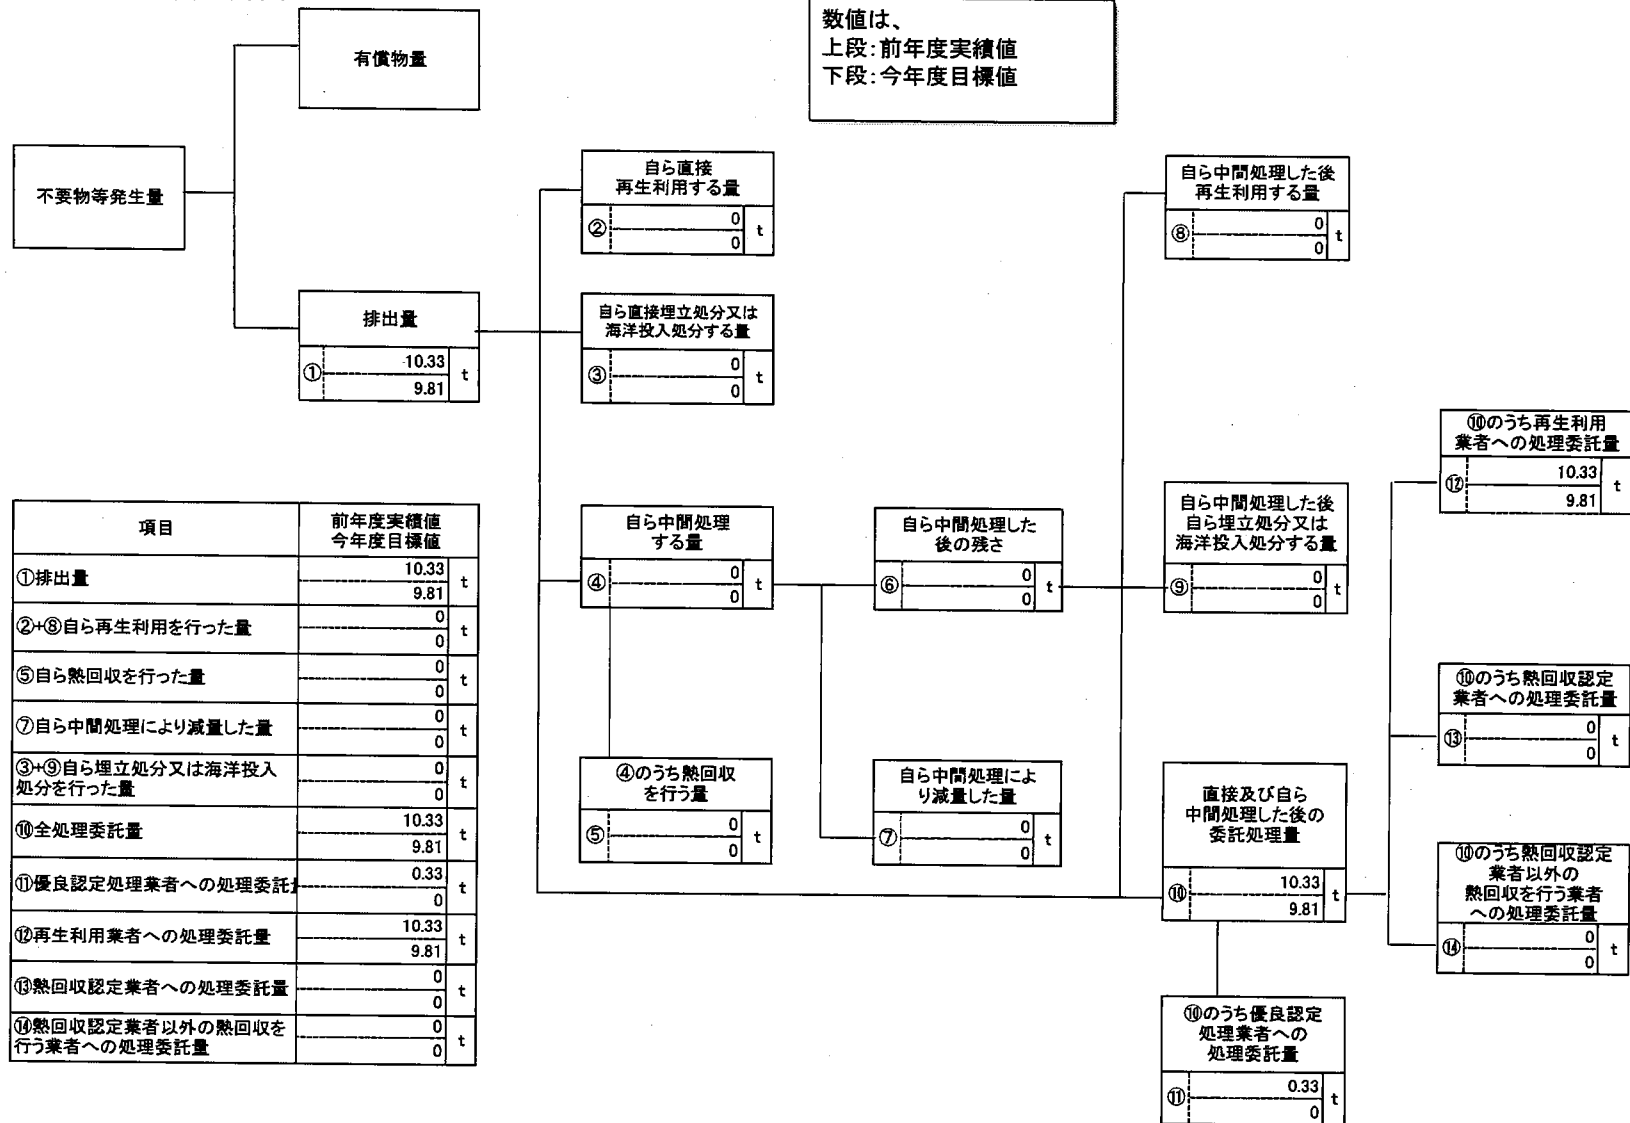 数値は、
上段：前年度実績値
下段：今年度目標値
有償物量
不要物等発生量
排出量
①
10.33
9.81
t
自ら直接
再生利用する量
②
0
0
t
自ら直接埋立処分又は
海洋投入処分する量
③
0
0
t
自ら中間処理
する量
④
0
0
t
④のうち熱回収
を行う量
⑤
0
0
t
自ら中間処理した
後の残さ
⑥
0
0
t
自ら中間処理によ
り減量した量
⑦
0
0
t
自ら中間処理した後
再生利用する量
⑧
0
0
t
自ら中間処理した後
自ら埋立処分又は
海洋投入処分する量
⑨
0
0
t
直接及び自ら
中間処理した後の
委託処理量
⑩
10.33
9.81
t
⑩のうち優良認定
処理業者への
処理委託量
⑪
0.33
0
t
⑩のうち再生利用
業者への処理委託量
⑫
10.33
9.81
t
⑩のうち熱回収認定
業者への処理委託量
⑬
0
0
t
⑩のうち熱回収認定
業者以外の
熱回収を行う業者
への処理委託量
⑭
0
0
t
項目
前年度実績値
今年度目標値
①排出量
10.33
9.81
t
②+⑧自ら再生利用を行った量
0
0
t
⑤自ら熱回収を行った量
0
0
t
⑦自ら中間処理により減量した量
0
0
t
③+⑨自ら埋立処分又は海洋投入
処分を行った量
0
0
t
⑩全処理委託量
10.33
9.81
t
⑪優良認定処理業者への処理委託
0.33
0
t
⑫再生利用業者への処理委託量
10.33
9.81
t
⑬熱回収認定業者への処理委託量
0
0
t
⑭熱回収認定業者以外の熱回収を
行う業者への処理委託量
0
0
t